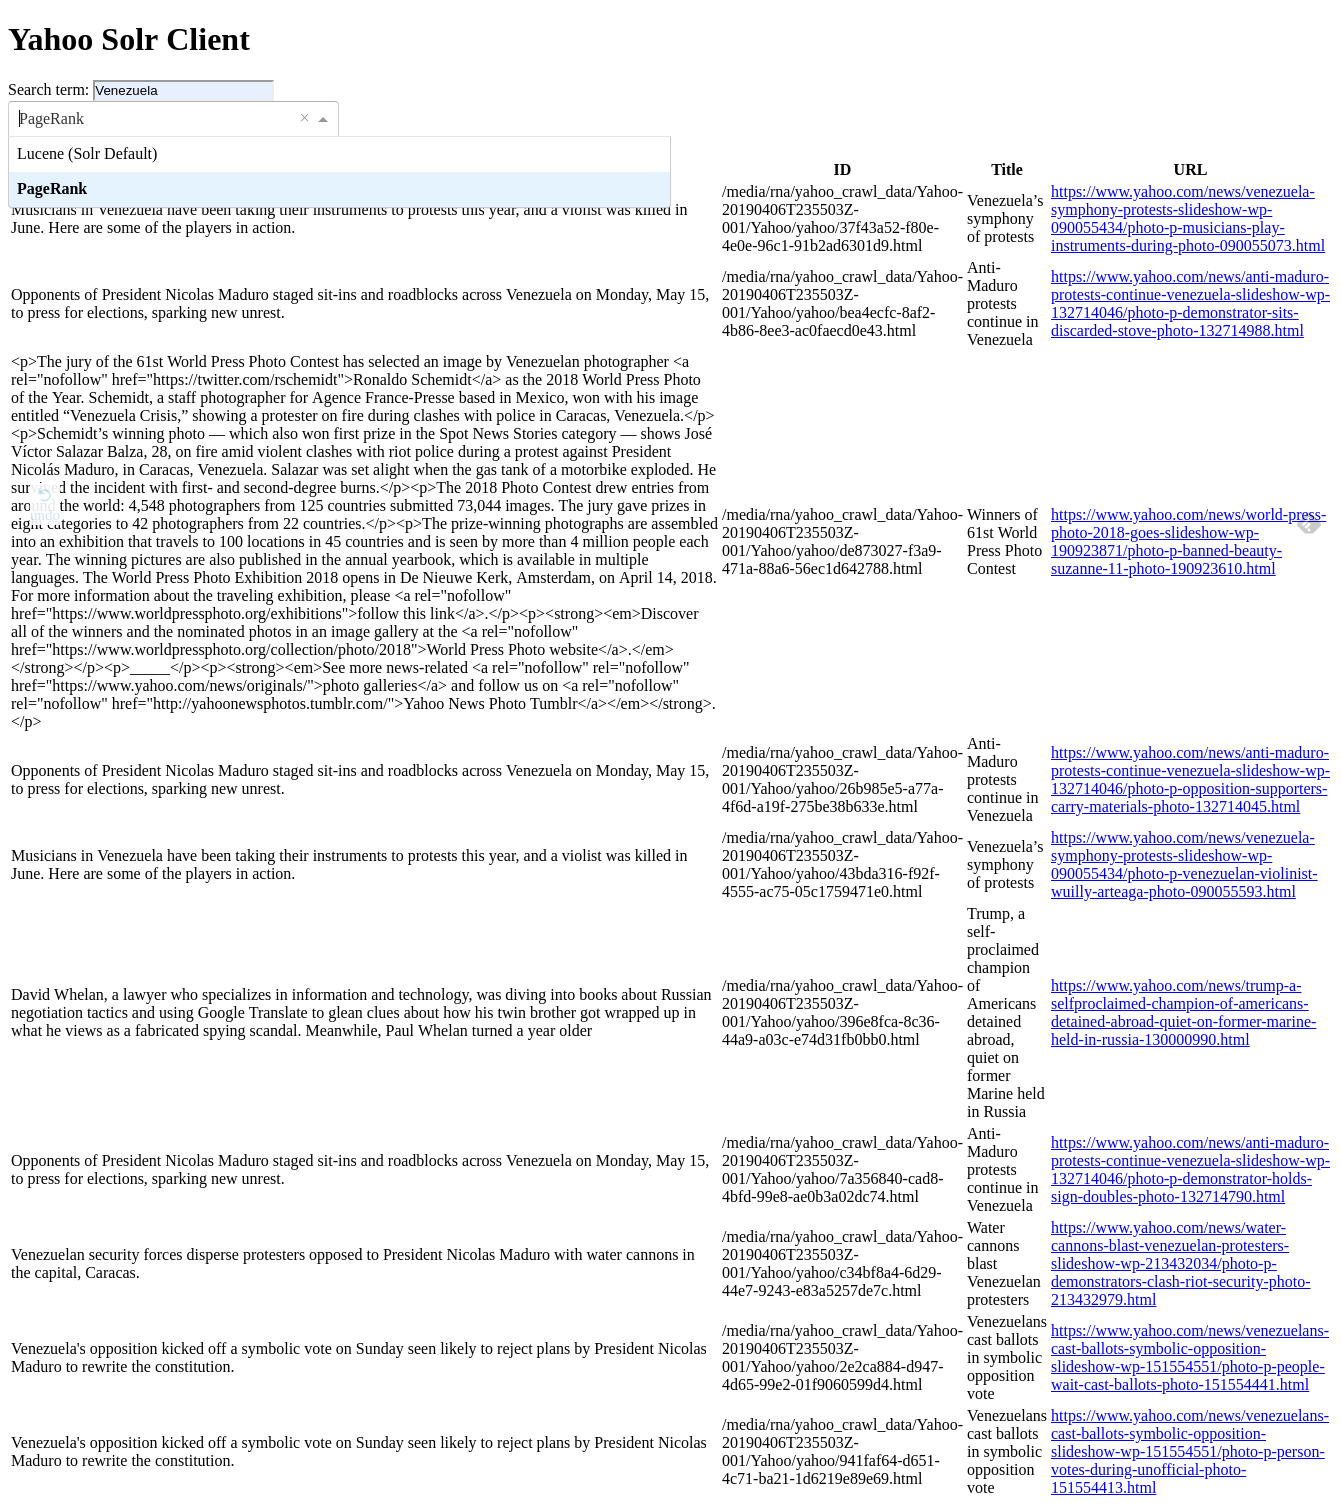 Yahoo Solr Client
Search term: Venezuela
PageRank ×
Lucene (Solr Default)
PageRank
ID Title URL
Musicians in Venezuela have been taking their instruments to protests this year, and a violist was killed in
June. Here are some of the players in action.
/media/rna/yahoo_crawl_data/Yahoo-
20190406T235503Z-
001/Yahoo/yahoo/37f43a52-f80e-
4e0e-96c1-91b2ad6301d9.html
Venezuela’s
symphony
of protests
https://www.yahoo.com/news/venezuela-
symphony-protests-slideshow-wp-
090055434/photo-p-musicians-play-
instruments-during-photo-090055073.html
Opponents of President Nicolas Maduro staged sit-ins and roadblocks across Venezuela on Monday, May 15,
to press for elections, sparking new unrest.
/media/rna/yahoo_crawl_data/Yahoo-
20190406T235503Z-
001/Yahoo/yahoo/bea4ecfc-8af2-
4b86-8ee3-ac0faecd0e43.html
Anti-
Maduro
protests
continue in
Venezuela
https://www.yahoo.com/news/anti-maduro-
protests-continue-venezuela-slideshow-wp-
132714046/photo-p-demonstrator-sits-
discarded-stove-photo-132714988.html
<p>The jury of the 61st World Press Photo Contest has selected an image by Venezuelan photographer <a
rel="nofollow" href="https://twitter.com/rschemidt">Ronaldo Schemidt</a> as the 2018 World Press Photo
of the Year. Schemidt, a staff photographer for Agence France-Presse based in Mexico, won with his image
entitled “Venezuela Crisis,” showing a protester on fire during clashes with police in Caracas, Venezuela.</p>
<p>Schemidt’s winning photo — which also won first prize in the Spot News Stories category — shows José
Víctor Salazar Balza, 28, on fire amid violent clashes with riot police during a protest against President
Nicolás Maduro, in Caracas, Venezuela. Salazar was set alight when the gas tank of a motorbike exploded. He
survived the incident with first- and second-degree burns.</p><p>The 2018 Photo Contest drew entries from
around the world: 4,548 photographers from 125 countries submitted 73,044 images. The jury gave prizes in
eight categories to 42 photographers from 22 countries.</p><p>The prize-winning photographs are assembled
into an exhibition that travels to 100 locations in 45 countries and is seen by more than 4 million people each
year. The winning pictures are also published in the annual yearbook, which is available in multiple
languages. The World Press Photo Exhibition 2018 opens in De Nieuwe Kerk, Amsterdam, on April 14, 2018.
For more information about the traveling exhibition, please <a rel="nofollow"
href="https://www.worldpressphoto.org/exhibitions">follow this link</a>.</p><p><strong><em>Discover
all of the winners and the nominated photos in an image gallery at the <a rel="nofollow"
href="https://www.worldpressphoto.org/collection/photo/2018">World Press Photo website</a>.</em>
</strong></p><p>_____</p><p><strong><em>See more news-related <a rel="nofollow" rel="nofollow"
href="https://www.yahoo.com/news/originals/">photo galleries</a> and follow us on <a rel="nofollow"
rel="nofollow" href="http://yahoonewsphotos.tumblr.com/">Yahoo News Photo Tumblr</a></em></strong>.
</p>
undo
/media/rna/yahoo_crawl_data/Yahoo-
20190406T235503Z-
001/Yahoo/yahoo/de873027-f3a9-
471a-88a6-56ec1d642788.html
Winners of
61st World
Press Photo
Contest
https://www.yahoo.com/news/world-press-
photo-2018-goes-slideshow-wp-
190923871/photo-p-banned-beauty-
suzanne-11-photo-190923610.html
Opponents of President Nicolas Maduro staged sit-ins and roadblocks across Venezuela on Monday, May 15,
to press for elections, sparking new unrest.
/media/rna/yahoo_crawl_data/Yahoo-
20190406T235503Z-
001/Yahoo/yahoo/26b985e5-a77a-
4f6d-a19f-275be38b633e.html
Anti-
Maduro
protests
continue in
Venezuela
https://www.yahoo.com/news/anti-maduro-
protests-continue-venezuela-slideshow-wp-
132714046/photo-p-opposition-supporters-
carry-materials-photo-132714045.html
Musicians in Venezuela have been taking their instruments to protests this year, and a violist was killed in
June. Here are some of the players in action.
/media/rna/yahoo_crawl_data/Yahoo-
20190406T235503Z-
001/Yahoo/yahoo/43bda316-f92f-
4555-ac75-05c1759471e0.html
Venezuela’s
symphony
of protests
https://www.yahoo.com/news/venezuela-
symphony-protests-slideshow-wp-
090055434/photo-p-venezuelan-violinist-
wuilly-arteaga-photo-090055593.html
David Whelan, a lawyer who specializes in information and technology, was diving into books about Russian
negotiation tactics and using Google Translate to glean clues about how his twin brother got wrapped up in
what he views as a fabricated spying scandal. Meanwhile, Paul Whelan turned a year older
/media/rna/yahoo_crawl_data/Yahoo-
20190406T235503Z-
001/Yahoo/yahoo/396e8fca-8c36-
44a9-a03c-e74d31fb0bb0.html
Trump, a
self-
proclaimed
champion
of
Americans
detained
abroad,
quiet on
former
Marine held
in Russia
https://www.yahoo.com/news/trump-a-
selfproclaimed-champion-of-americans-
detained-abroad-quiet-on-former-marine-
held-in-russia-130000990.html
Opponents of President Nicolas Maduro staged sit-ins and roadblocks across Venezuela on Monday, May 15,
to press for elections, sparking new unrest.
/media/rna/yahoo_crawl_data/Yahoo-
20190406T235503Z-
001/Yahoo/yahoo/7a356840-cad8-
4bfd-99e8-ae0b3a02dc74.html
Anti-
Maduro
protests
continue in
Venezuela
https://www.yahoo.com/news/anti-maduro-
protests-continue-venezuela-slideshow-wp-
132714046/photo-p-demonstrator-holds-
sign-doubles-photo-132714790.html
Venezuelan security forces disperse protesters opposed to President Nicolas Maduro with water cannons in
the capital, Caracas.
/media/rna/yahoo_crawl_data/Yahoo-
20190406T235503Z-
001/Yahoo/yahoo/c34bf8a4-6d29-
44e7-9243-e83a5257de7c.html
Water
cannons
blast
Venezuelan
protesters
https://www.yahoo.com/news/water-
cannons-blast-venezuelan-protesters-
slideshow-wp-213432034/photo-p-
demonstrators-clash-riot-security-photo-
213432979.html
Venezuela's opposition kicked off a symbolic vote on Sunday seen likely to reject plans by President Nicolas
Maduro to rewrite the constitution.
/media/rna/yahoo_crawl_data/Yahoo-
20190406T235503Z-
001/Yahoo/yahoo/2e2ca884-d947-
4d65-99e2-01f9060599d4.html
Venezuelans
cast ballots
in symbolic
opposition
vote
https://www.yahoo.com/news/venezuelans-
cast-ballots-symbolic-opposition-
slideshow-wp-151554551/photo-p-people-
wait-cast-ballots-photo-151554441.html
Venezuela's opposition kicked off a symbolic vote on Sunday seen likely to reject plans by President Nicolas
Maduro to rewrite the constitution.
/media/rna/yahoo_crawl_data/Yahoo-
20190406T235503Z-
001/Yahoo/yahoo/941faf64-d651-
4c71-ba21-1d6219e89e69.html
Venezuelans
cast ballots
in symbolic
opposition
vote
https://www.yahoo.com/news/venezuelans-
cast-ballots-symbolic-opposition-
slideshow-wp-151554551/photo-p-person-
votes-during-unofficial-photo-
151554413.html